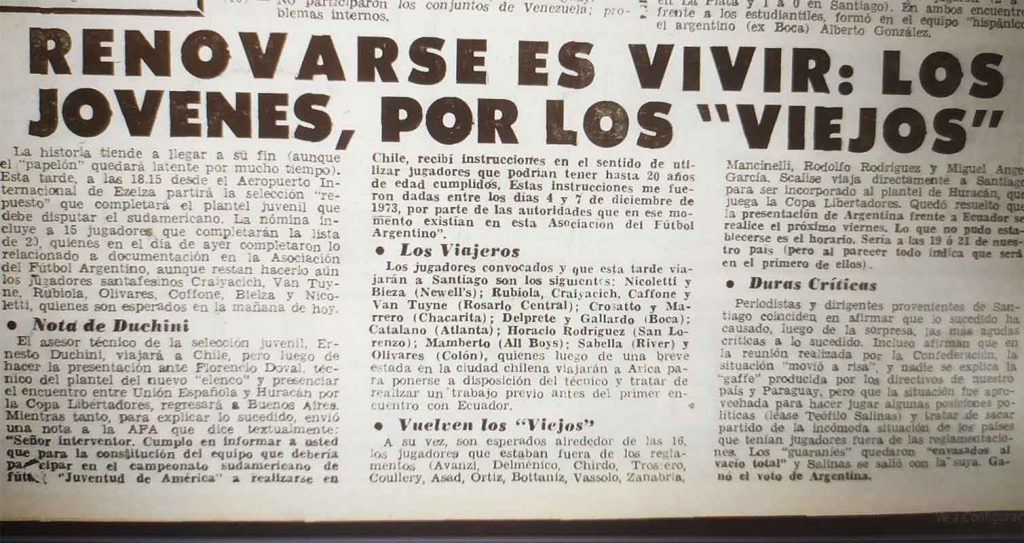 No participaron los conjuntos de Venezuela; pro-
blemas internos.
en La Plata y 1 a 0 en Santiago). En ambos encuentro
frente a los estudiantiles, formó en el equipo "hispánic
el argentino (ex Boca) Alberto González.
RENOVARSE ES VIVIR: LOS
JOVENES, POR LOS "VIEJOS"
La historia tiende a llegar a su fin (aunque
el "papelón" quedará latente por mucho tiempo).
Esta tarde, a las 18.15 desde el Aeropuerto In-
ternacional de Ezeiza partirá la selección "re-
puesto" que completará el plantel juvenil que
debe disputar el sudamericano. La nómina in-
cluye a 15 jugadores que completarán la lista
de 20, quienes en el día de ayer completaron lo
relacionado a documentación en la Asociación
del Fútbol Argentino, aunque restan hacerlo aún
los jugadores santafesinos Craiyacich, Van Tuy-
ne, Rubiola, Olivares, Coffone, Bielza y Nico-
letti, quienes son esperados en la mañana de hoy.
● Nota de Duchini
El asesor técnico de la selección juvenil, Er-
nesto Duchini, viajará a Chile, pero luego de
hacer la presentación ante Florencio Doval, téc-
nico del plantel del nuevo "elenco" y presenciar
el encuentro entre Unión Española y Huracán por
la Copa Libertadores, regresará a Buenos Aires.
Mientras tanto, para explicar lo sucedido, envió
una nota a la AFA que dice textualmente:
"Señor interventor. Cumplo en informar a usted
que para la constitución del equipo que debería
participar en el campeonato sudamericano de
"Juventud de América" a realizarse en
Chile, recibí instrucciones en el sentido de uti-
lizar jugadores que podrían tener hasta 20 años
de edad cumplidos. Estas instrucciones me fue-
ron dadas entre los días 4 y 7 de diciembre de
1973, por parte de las autoridades que en ese mo-
mento existían en esta Asociación del Fútbol
Argentino".
● Los Viajeros
Los jugadores convocados y que esta tarde via-
jarán a Santiago son los siguientes: Nicoletti y
Bieza (Newell's); Rubiola, Craiyacich, Caffone y
Van Tuyne (Rosario Central); Crosatto y Ma-
rrero (Chacarita); Delprete y Gallardo (Boca);
Catalano (Atlanta); Horacio Rodríguez (San Lo-
renzo); Mamberto (All Boys); Sabella (River) y
Olivares (Colón), quienes luego de una breve
estada en la ciudad chilena viajarán a Arica pa-
ra ponerse a disposición del técnico y tratar de
realizar un trabajo previo antes del primer en-
cuentro con Ecuador.
● Vuelven los "Viejos"
A su vez, son esperados alrededor de las 16,
los jugadores que estaban fuera de los regla-
mentos (Avanzi, Delménico, Chirdo, Tros ero,
Coullery, Asad, Ortiz, Bottaniz, Vassolo, Zanabria,
Mancinelli, Rodolfo Rodríguez y Miguel Ange
García. Scalise viaja directamente a Santiago
para ser incorporado al plantel de Huracán, que
juega la Copa Libertadores. Quedó resuelto que
la presentación de Argentina frente a Ecuador se
realice el próximo viernes. Lo que no pudo esta-
blecerse es el horario. Sería a las 19 ó 21 de nues-
tro país (pero al parecer todo indica que será
en el primero de ellos).
● Duras Críticas
Periodistas y dirigentes provenientes de San-
tiago coinciden en afirmar que lo sucedido ha
causado, luego de la sorpresa, las mas agudas
críticas a lo sucedido. Incluso afirman que en
la reunión realizada por la Confederación, la
situación "movió a risa", y nadie se explica la
"gaffe" producida por los directivos de nuestro
país y Paraguay, pero que la situación fue apro-
vechada para hacer jugar algunas posiciones po-
líticas (léase Teófilo Salinas) y tratar de sacar
partido de la incómoda situación de los países
que tenían jugadores fuera de las reglamentacio-
nes. Los "guaraníes" quedaron "envasados al
vacío total" y Salinas se salió con la suya. Ga-
nó el voto de Argentina.
Ve a Configurac